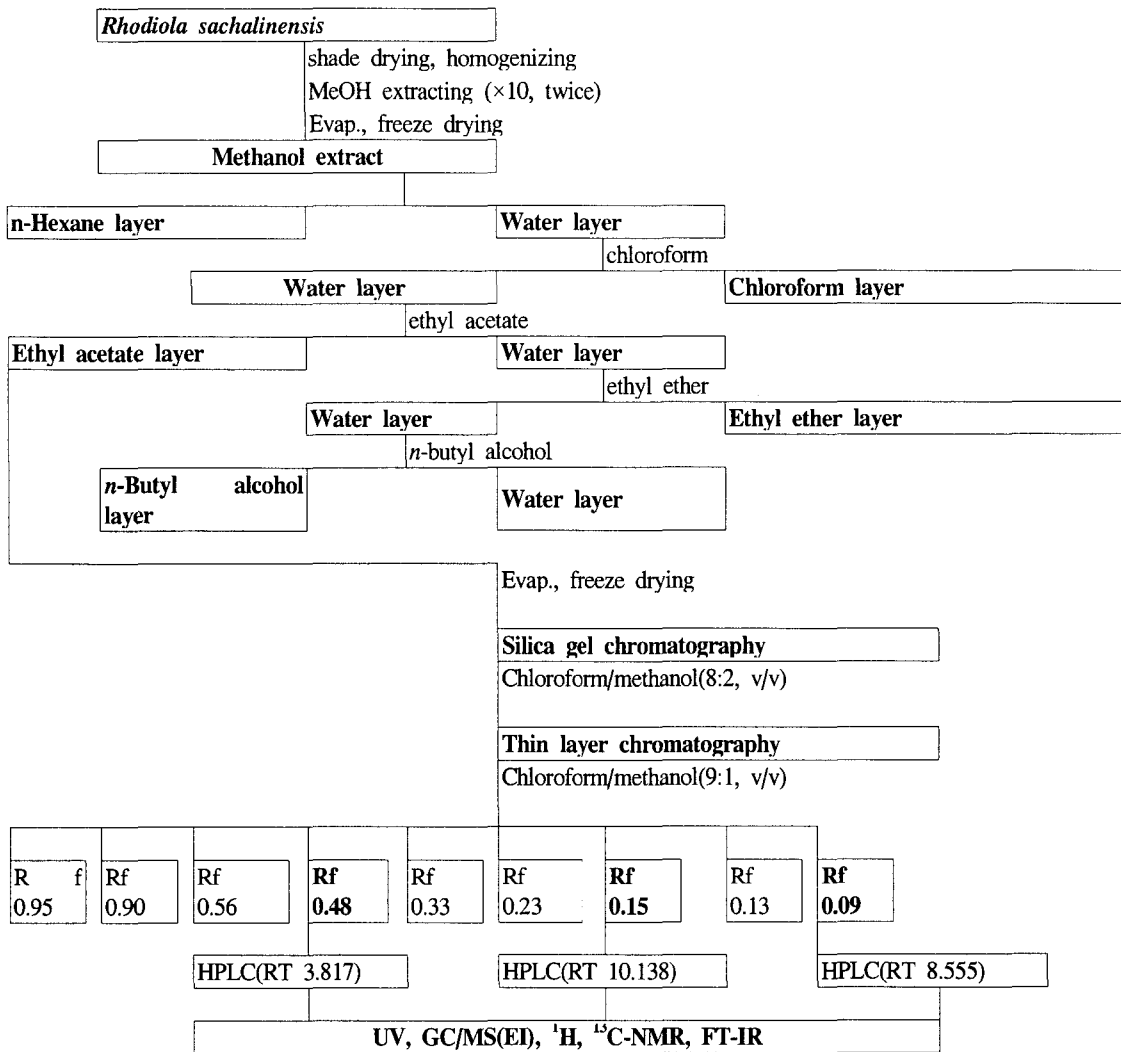 Rhodiola sachalinensis
shade drying, homogenizing
MeOH extracting (×10, twice)
Evap., freeze drying
Methanol extract
n-Hexane layer
Water layer
chloroform
Water layer
Chloroform layer
ethyl acetate
Ethyl acetate layer
Water layer
ethyl ether
Water layer
Ethyl ether layer
n-butyl alcohol
n-Butyl alcohol
layer
Water layer
Evap., freeze drying
Silica gel chromatography
Chloroform/methanol(8:2, v/v)
Thin layer chromatography
Chloroform/methanol(9:1, v/v)
R f
0.95
Rf
0.90
Rf
0.56
Rf
0.48
Rf
0.33
Rf
0.23
Rf
0.15
Rf
0.13
Rf
0.09
HPLC(RT 3.817)
HPLC(RT 10.138)
HPLC(RT 8.555)
UV, GC/MS(EI), ¹H, ¹³C-NMR, FT-IR